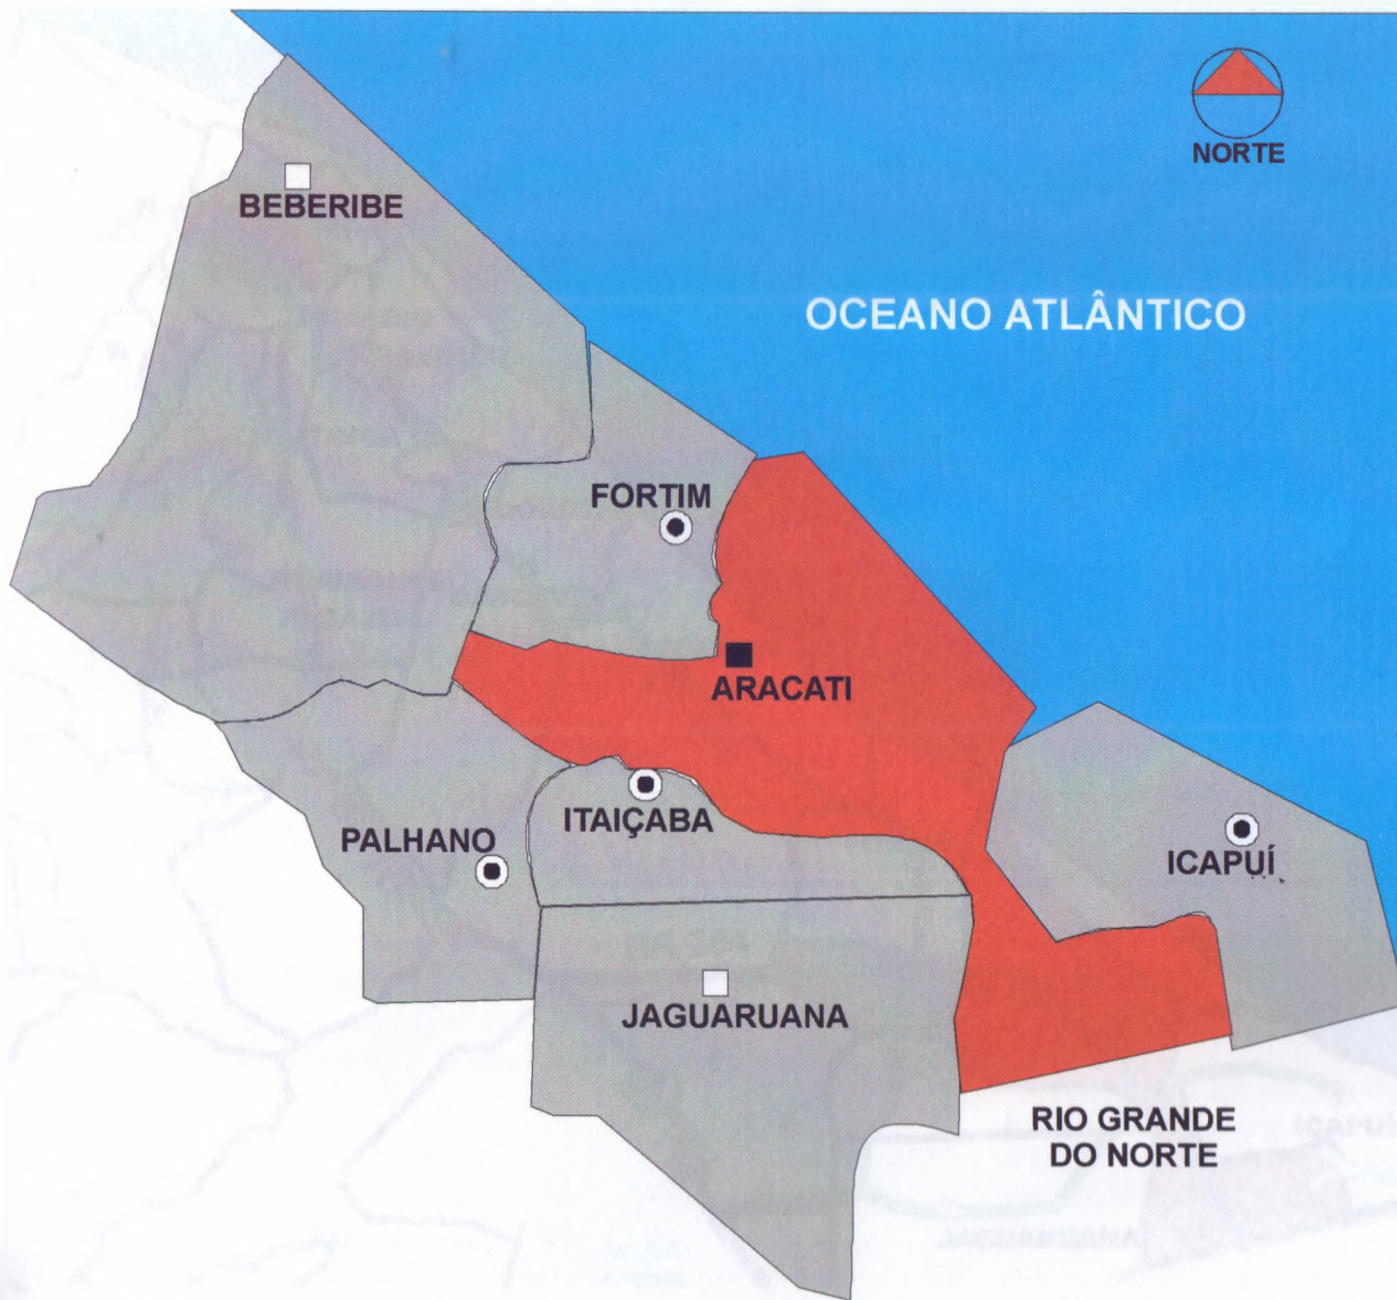 NORTE
BEBERIBE
OCEANO ATLÂNTICO
FORTIM
ARACATI
ITAIÇABA
PALHANO
ICAPUÍ
JAGUARUANA
RIO GRANDE
DO NORTE